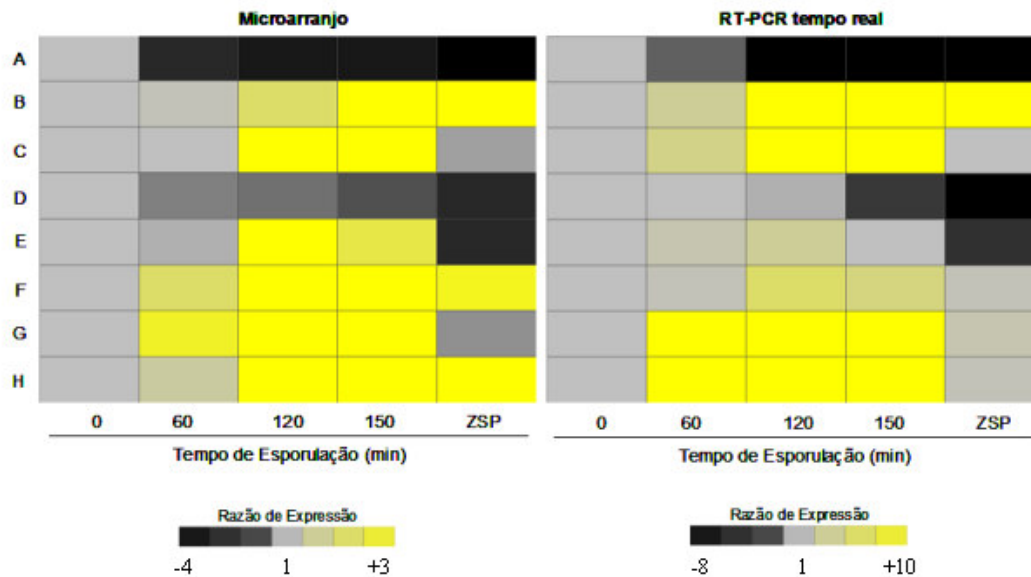 Microarranjo
RT-PCR tempo real
A
B
C
D
E
F
G
H
0 60 120 150 ZSP
0 60 120 150 ZSP
Tempo de Esporulação (min)
Tempo de Esporulação (min)
Razão de Expressão
Razão de Expressão
-4 1 +3
-8 1 +10